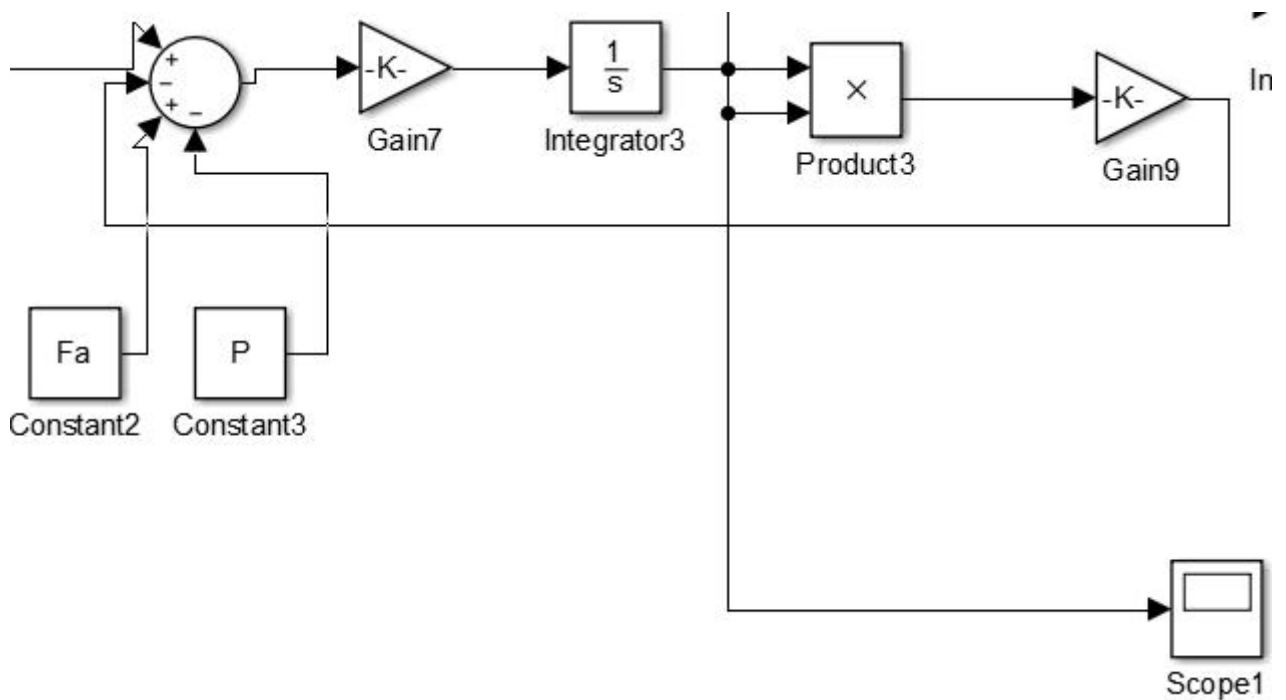 +
−
+
−
-K-
Gain7
1
s
Integrator3
×
Product3
-K-
Gain9
In
Fa
Constant2
P
Constant3
Scope1